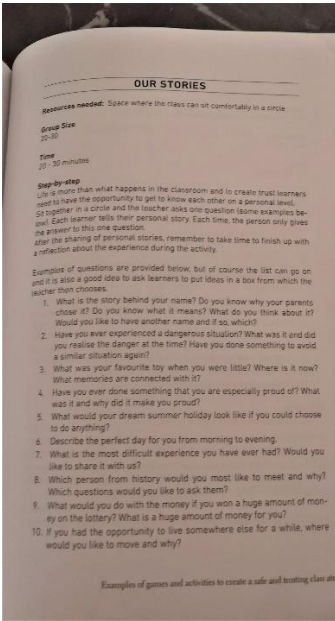 OUR STORIES
Resources needed: Space where the class can sit comfortably in a circle
Group Size
20-30
Time
20 - 30 minutes
Step-by-step
Life is more than what happens in the classroom and to create trust learners
need to have the opportunity to get to know each other on a personal level.
Sit together in a circle and the teacher asks one question (some examples be-
low). Each learner tells their personal story. Each time, the person only gives
the answer to this one question.
After the sharing of personal stories, remember to take time to finish up with
a reflection about the experience during the activity.
Examples of questions are provided below, but of course the list can go on
and it is also a good idea to ask learners to put ideas in a box from which the
teacher then chooses.
1. What is the story behind your name? Do you know why your parents
chose it? Do you know what it means? What do you think about it?
Would you like to have another name and if so, which?
2. Have you ever experienced a dangerous situation? What was it and did
you realise the danger at the time? Have you done something to avoid
a similar situation again?
3. What was your favourite toy when you were little? Where is it now?
What memories are connected with it?
4. Have you ever done something that you are especially proud of? What
was it and why did it make you proud?
5. What would your dream summer holiday look like if you could choose
to do anything?
6. Describe the perfect day for you from morning to evening.
7. What is the most difficult experience you have ever had? Would you
like to share it with us?
8. Which person from history would you most like to meet and why?
Which questions would you like to ask them?
9. What would you do with the money if you won a huge amount of mon-
ey on the lottery? What is a huge amount of money for you?
10. If you had the opportunity to live somewhere else for a while, where
would you like to move and why?
Examples of games and activities to create a safe and trusting class